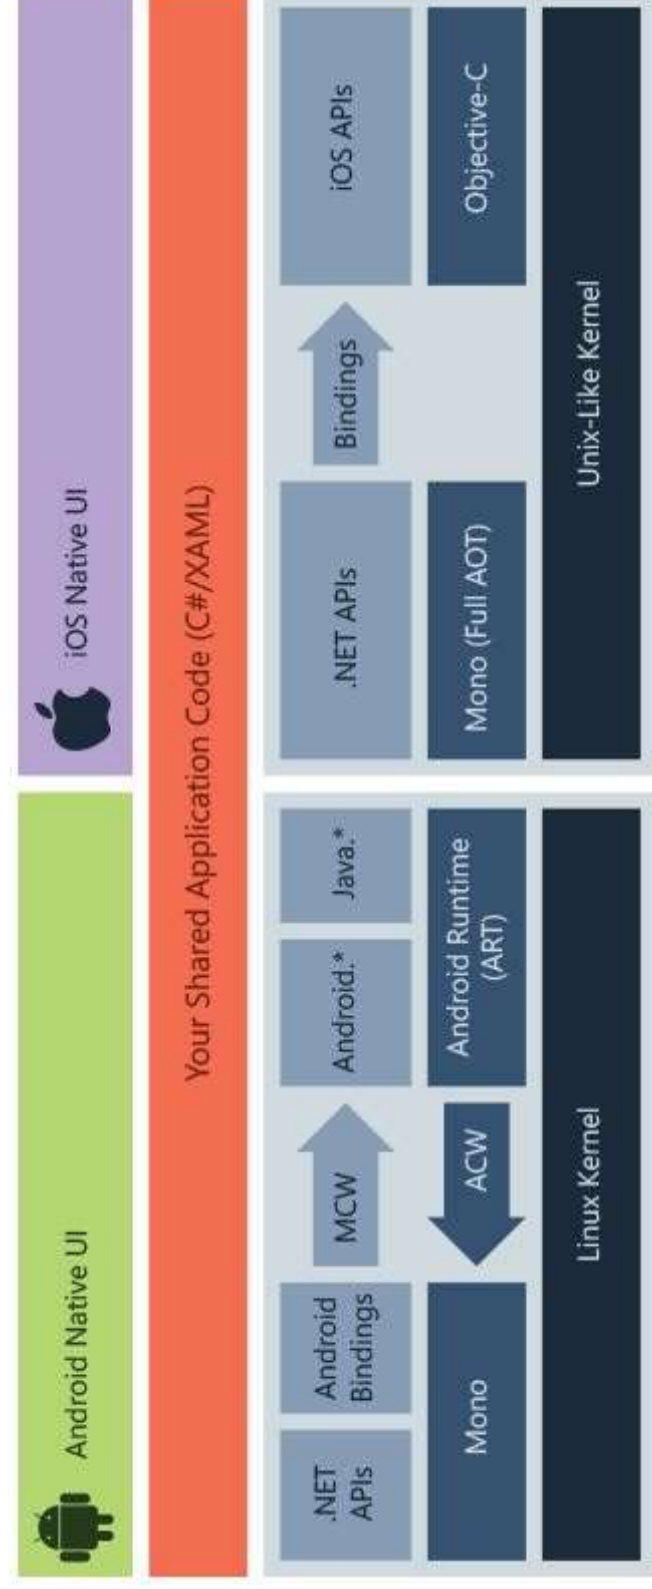 Android Native UI
iOS Native UI
Your Shared Application Code (C#/XAML)
.NET
APIs
Android
Bindings
MCW
Android.*
Java.*
.NET APIs
Bindings
iOS APIs
Mono
ACW
Android Runtime
(ART)
Mono (Full AOT)
Objective-C
Linux Kernel
Unix-Like Kernel